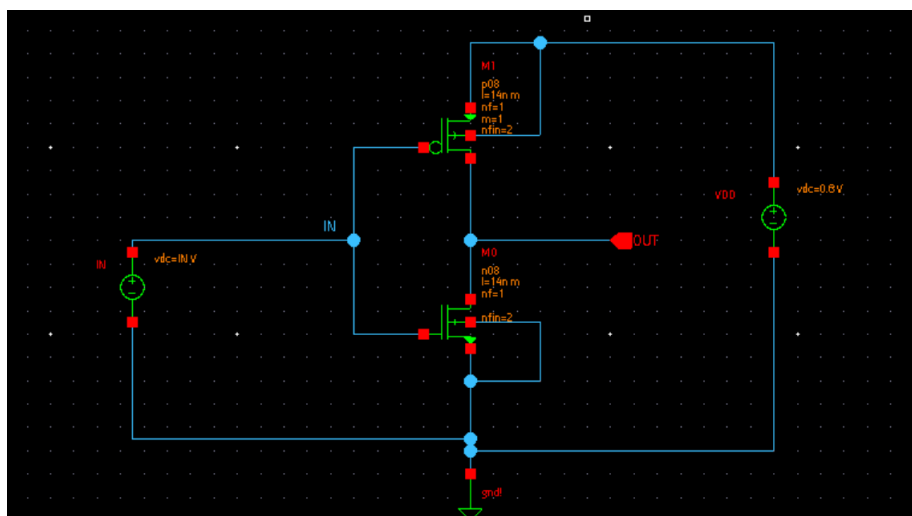 M1
p08
l=14n m
nf=1
m=1
nfin=2
VDD
vdc=0.8 V
IN
OUT
IN
vdc=IN V
M0
n08
l=14n m
nf=1
nfin=2
gnd!